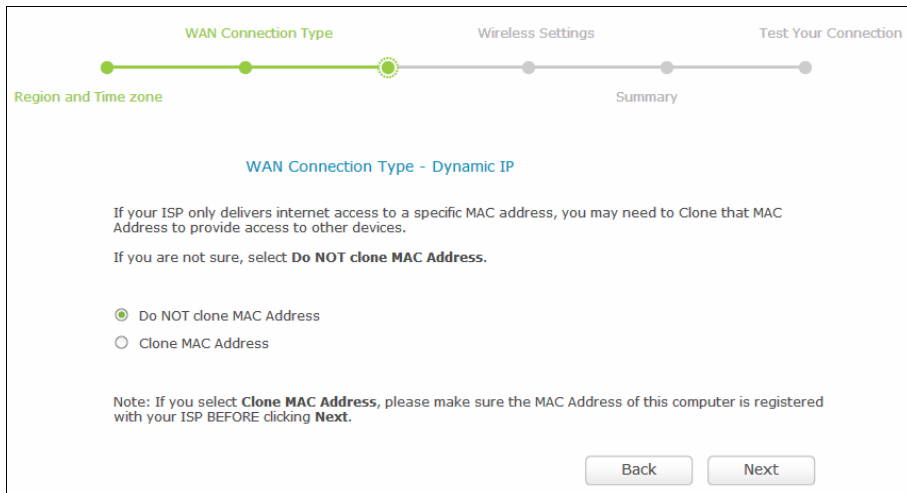 WAN Connection Type
Wireless Settings
Test Your Connection
Region and Time zone
Summary
WAN Connection Type - Dynamic IP
If your ISP only delivers internet access to a specific MAC address, you may need to Clone that MAC
Address to provide access to other devices.
If you are not sure, select Do NOT clone MAC Address.
Do NOT clone MAC Address
Clone MAC Address
Note: If you select Clone MAC Address, please make sure the MAC Address of this computer is registered
with your ISP BEFORE clicking Next.
Back
Next